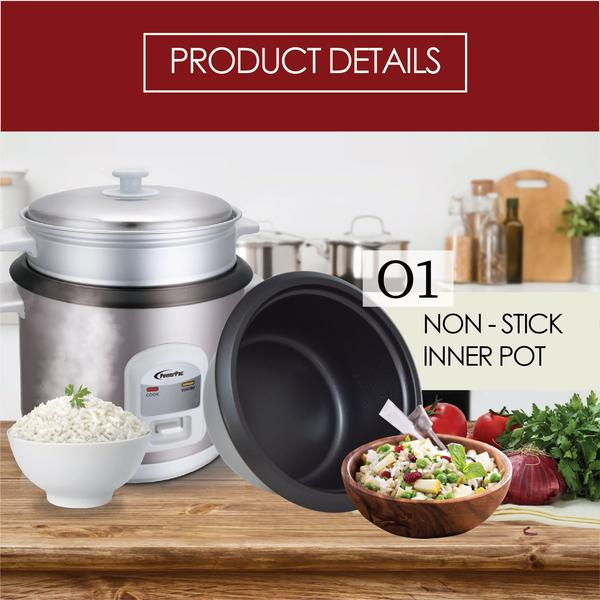 PRODUCT DETAILS
01
NON - STICK
INNER POT
PowerPac
COOK